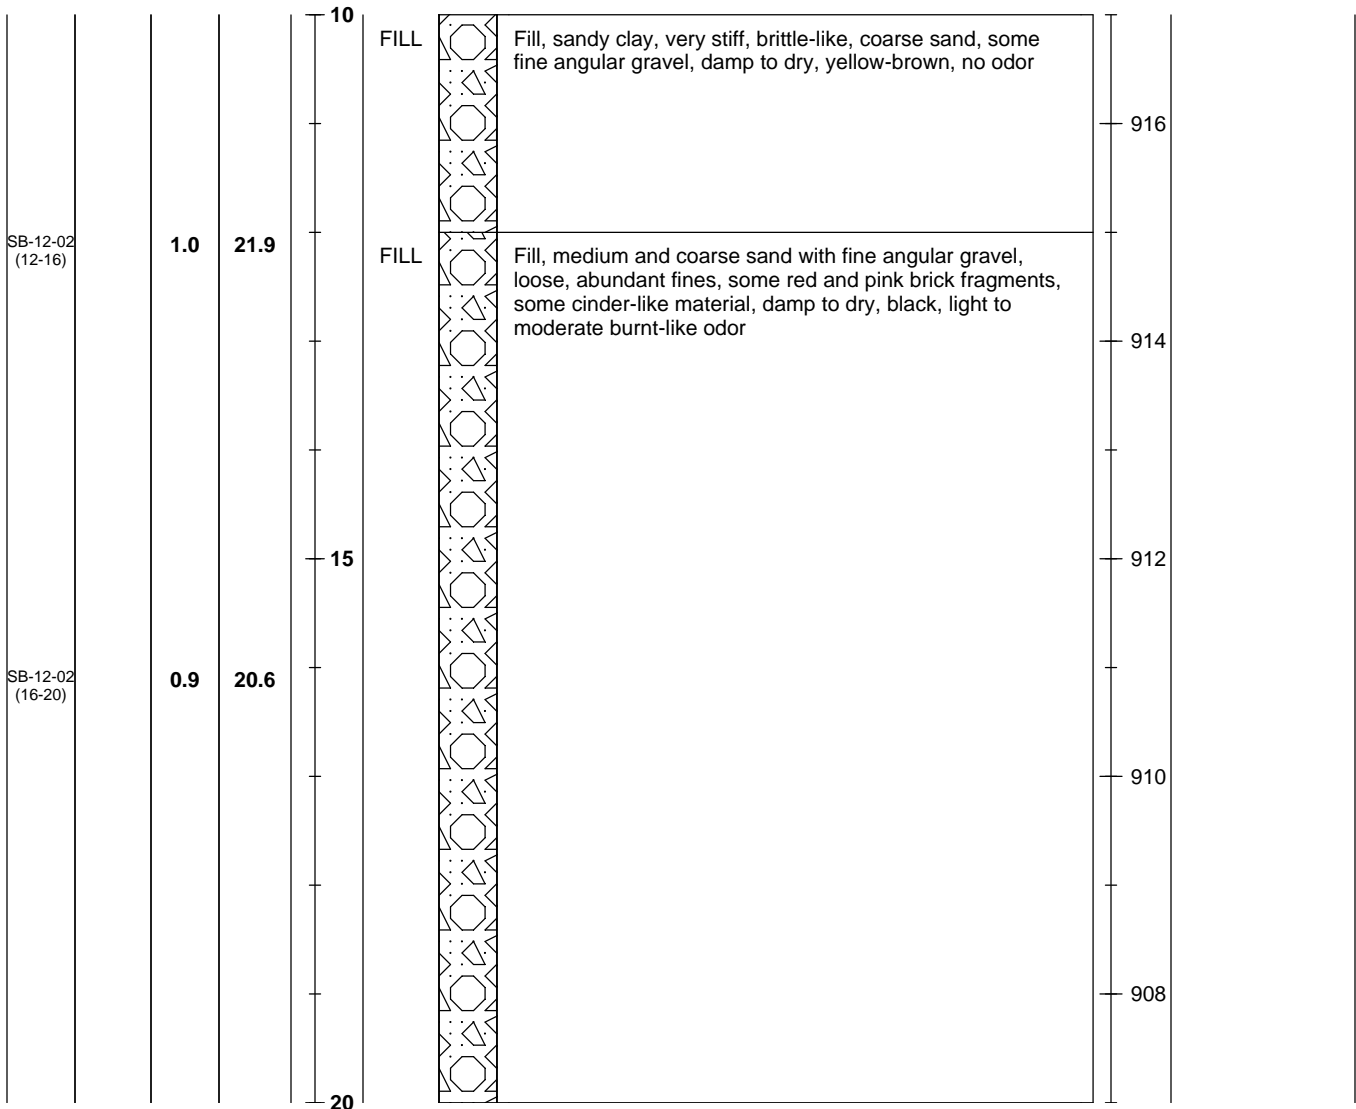 10
FILL
Fill, sandy clay, very stiff, brittle-like, coarse sand, some
fine angular gravel, damp to dry, yellow-brown, no odor
916
SB-12-02
(12-16)
1.0
21.9
FILL
Fill, medium and coarse sand with fine angular gravel,
loose, abundant fines, some red and pink brick fragments,
some cinder-like material, damp to dry, black, light to
moderate burnt-like odor
914
15
912
SB-12-02
(16-20)
0.9
20.6
910
908
20